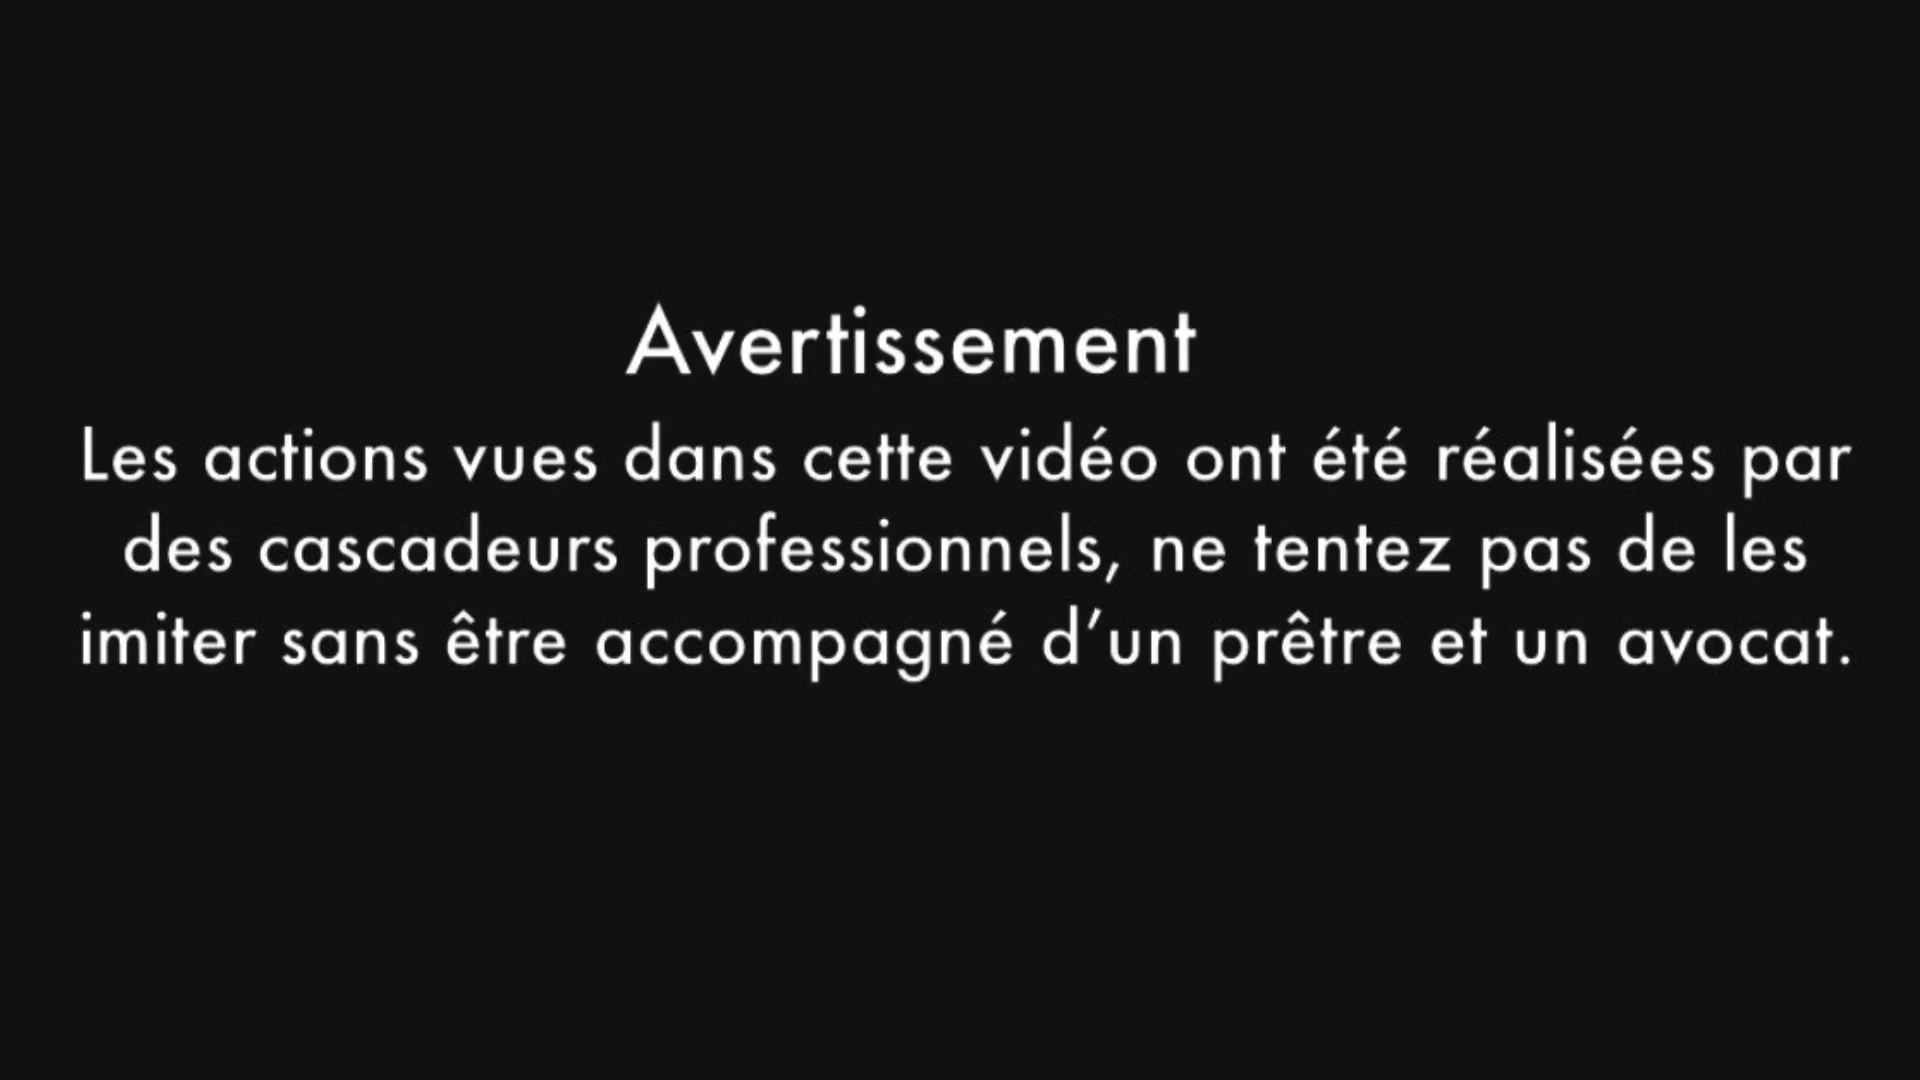 Avertissement
Les actions vues dans cette vidéo ont été réalisées par
des cascadeurs professionnels, ne tentez pas de les
imiter sans être accompagné d’un prêtre et un avocat.